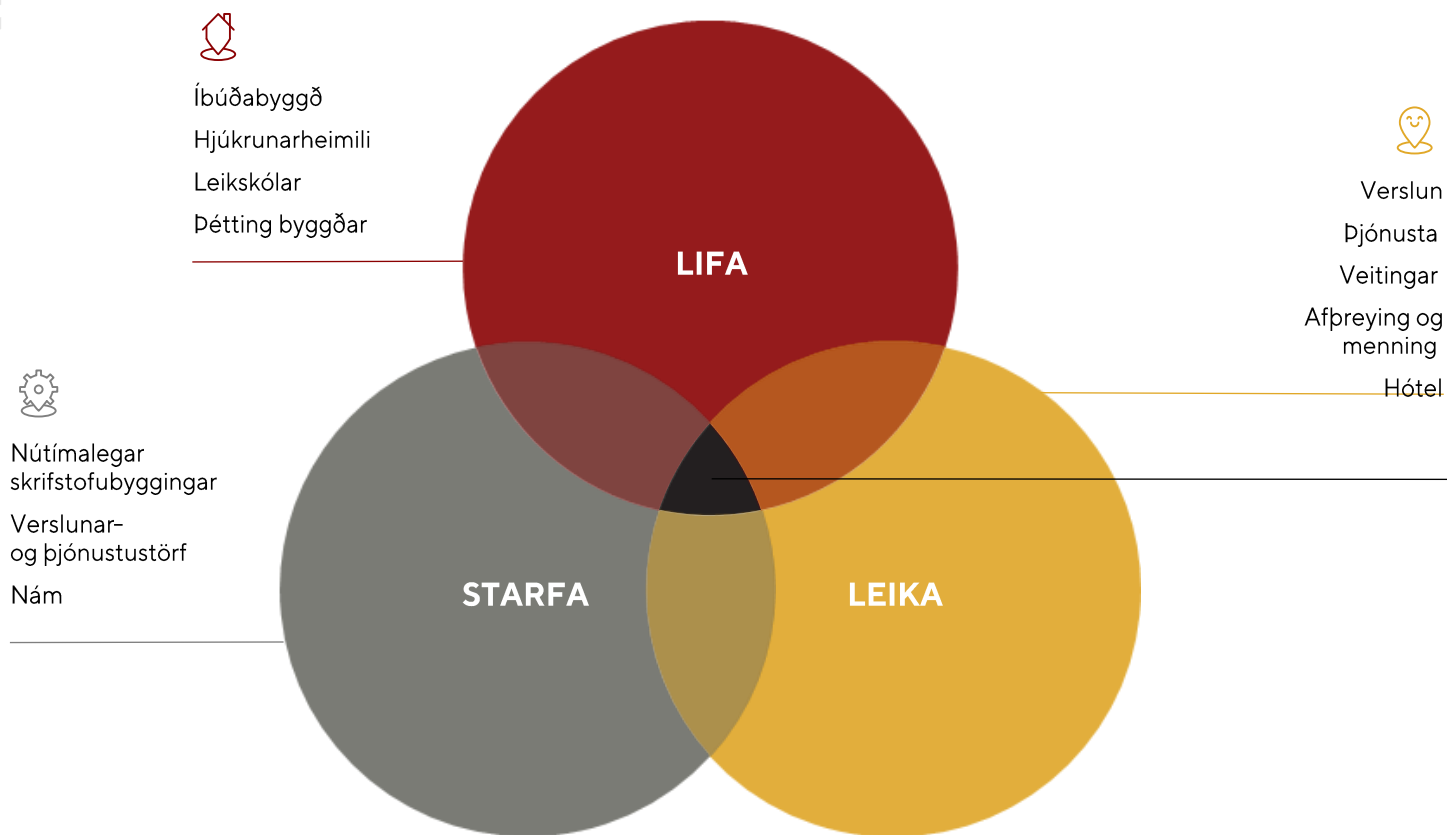 Íbúðabyggð
Hjúkrunarheimili
Leikskólar
Þétting byggðar
LIFA
Verslun
Þjónusta
Veitingar
Afþreying og
menning
Hótel
Nútímalegar
skrifstofubyggingar
Verslunar-
og þjónustustörf
Nám
STARFA
LEIKA